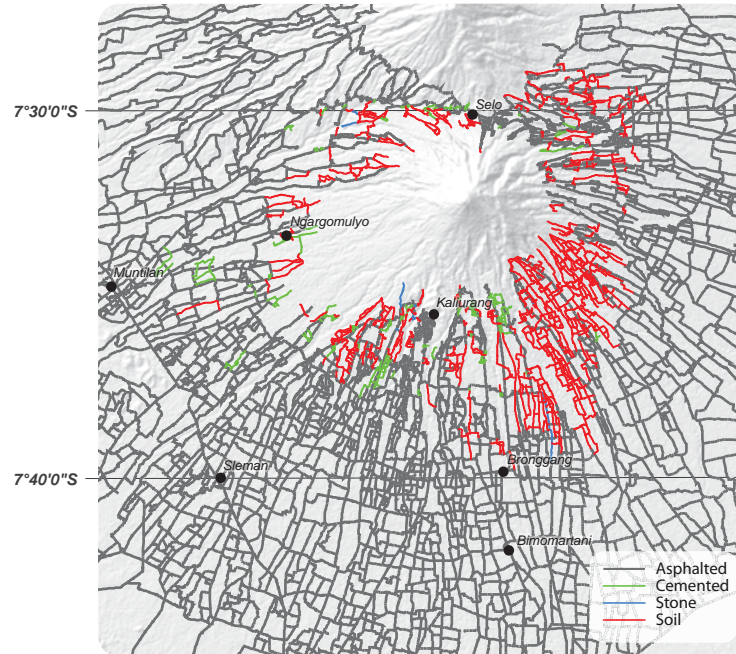 7°30'0"S
Selo
Ngargomulyo
Muntilan
Kaliurang
7°40'0"S
Sleman
Bronggang
Bimomartani
Asphalted
Cemented
Stone
Soil